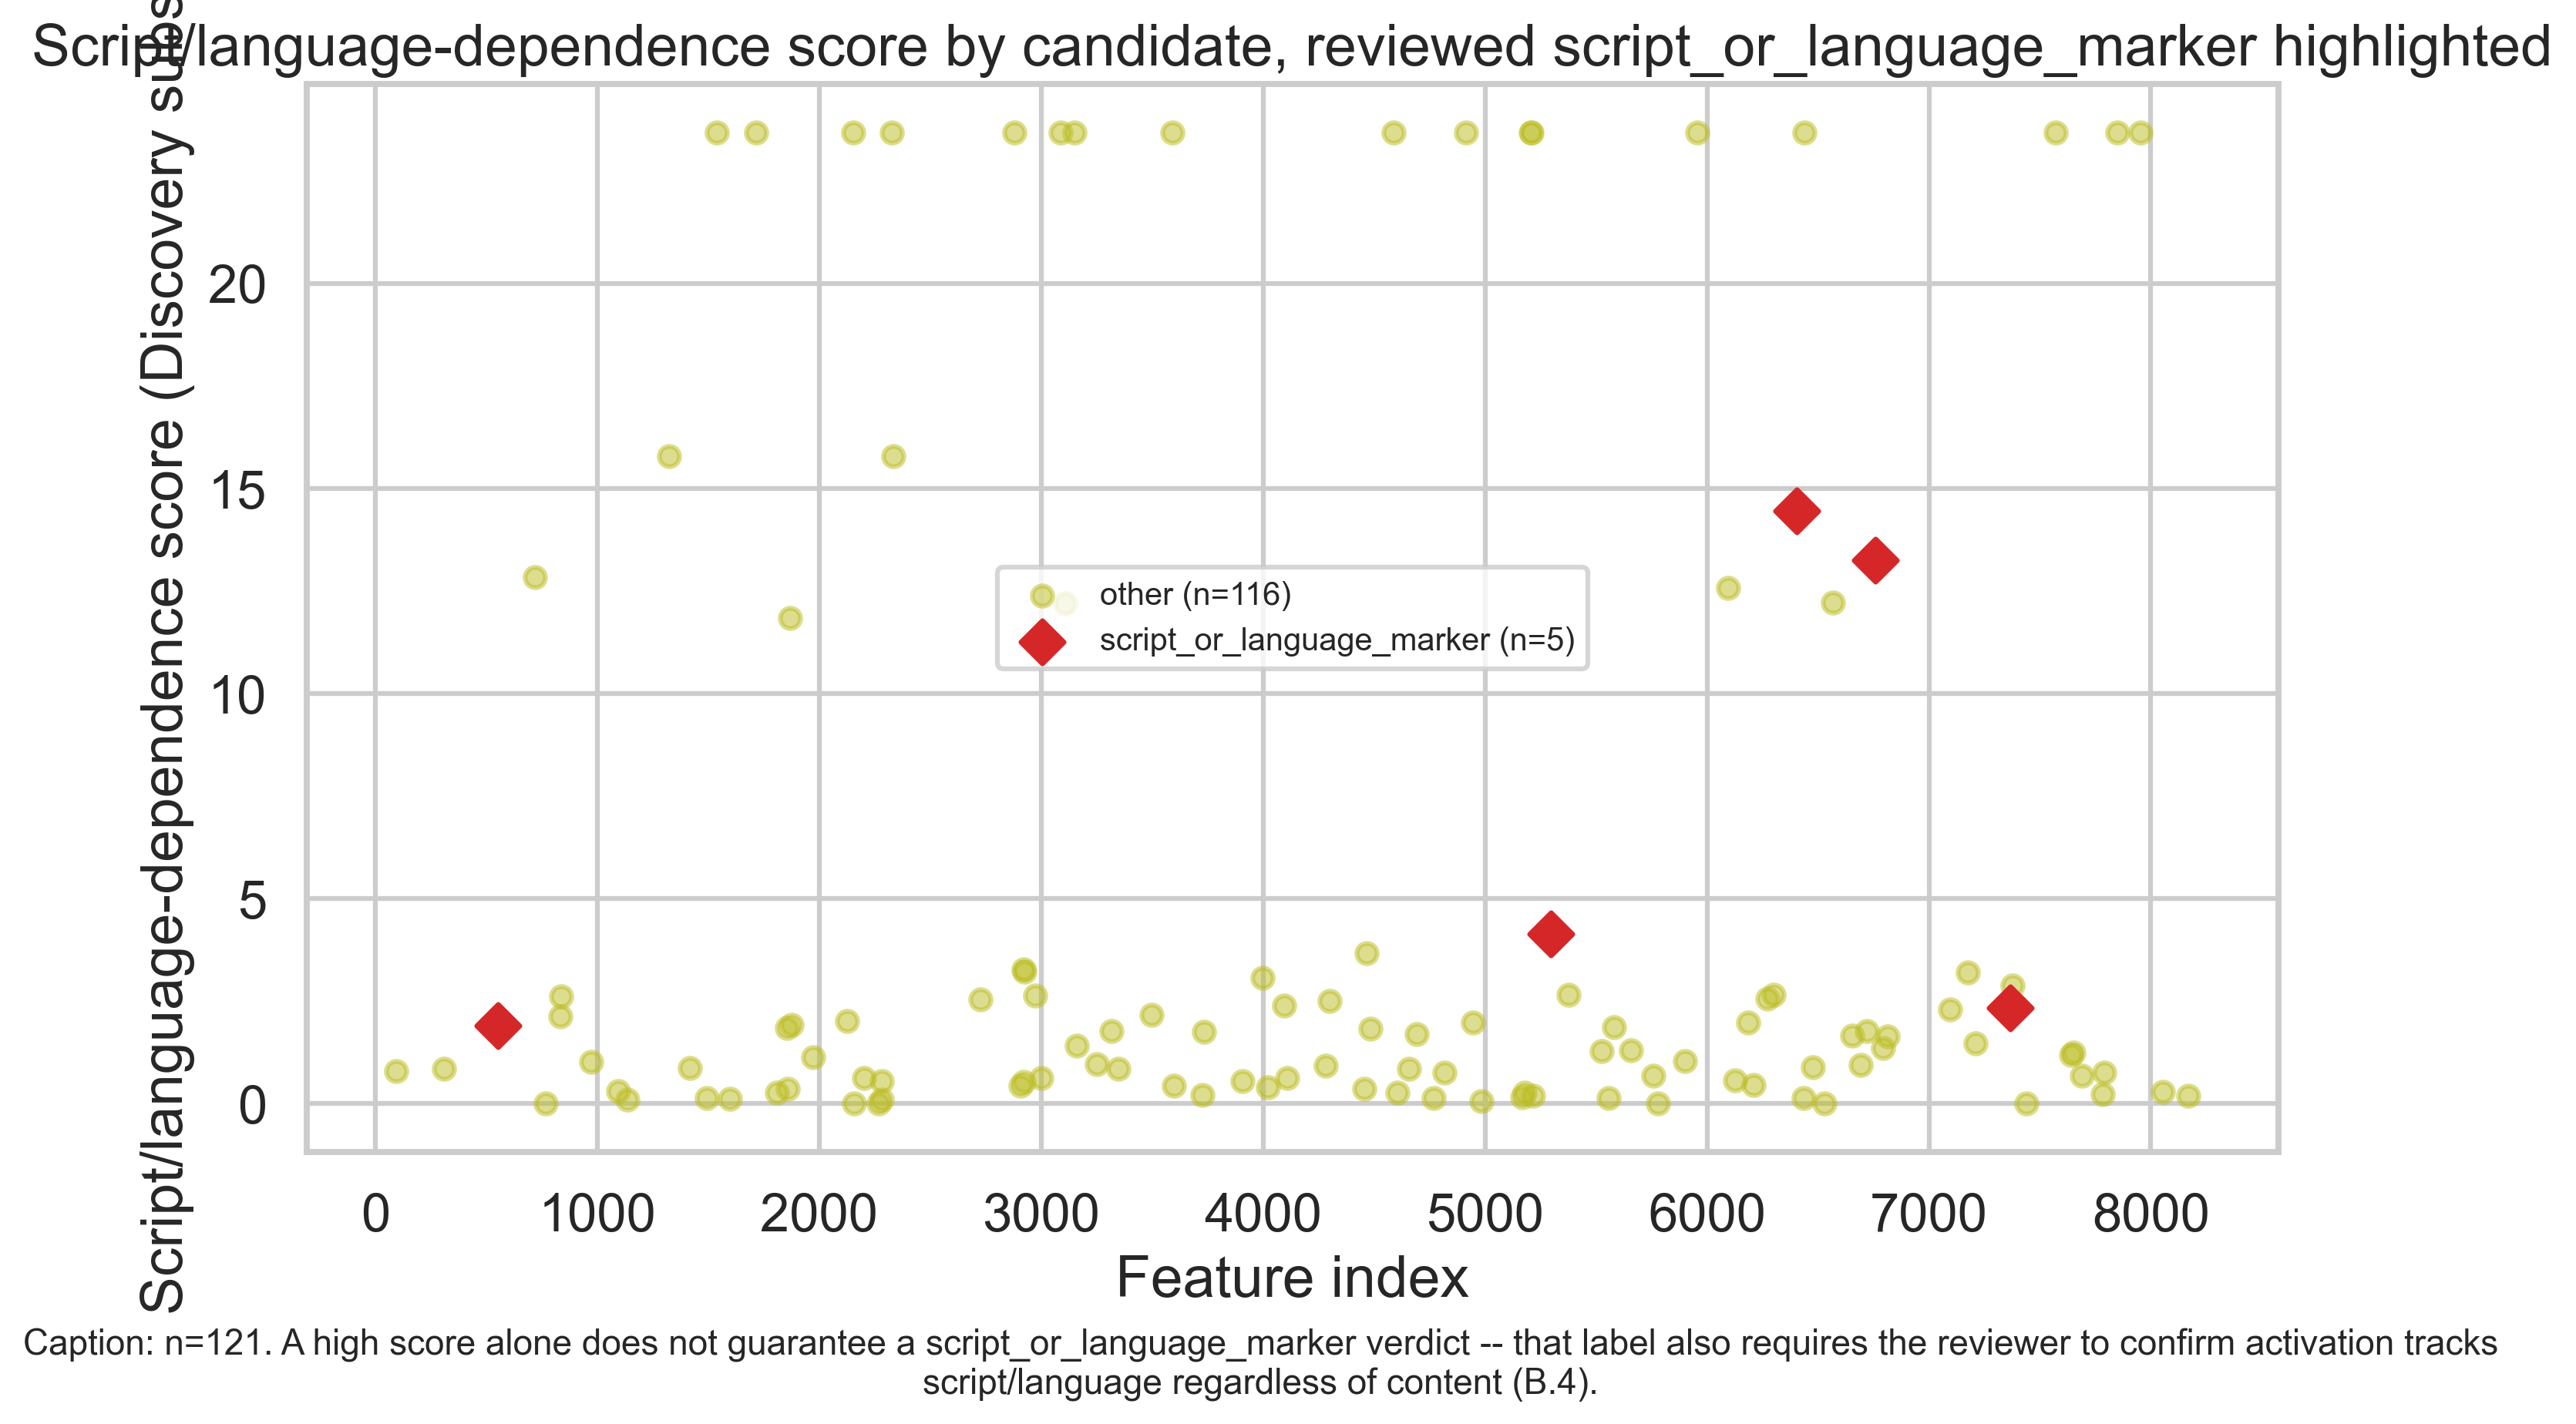 Script/language-dependence score by candidate, reviewed script_or_language_marker highlighted
Script/language-dependence score (Discovery
20
15
10
5
0
other (n=116)
script_or_language_marker (n=5)
0 1000 2000 3000 4000 5000 6000 7000 8000
Feature index
Caption: n=121. A high score alone does not guarantee a script_or_language_marker verdict -- that label also requires the reviewer to confirm activation tracks
script/language regardless of content (B.4).